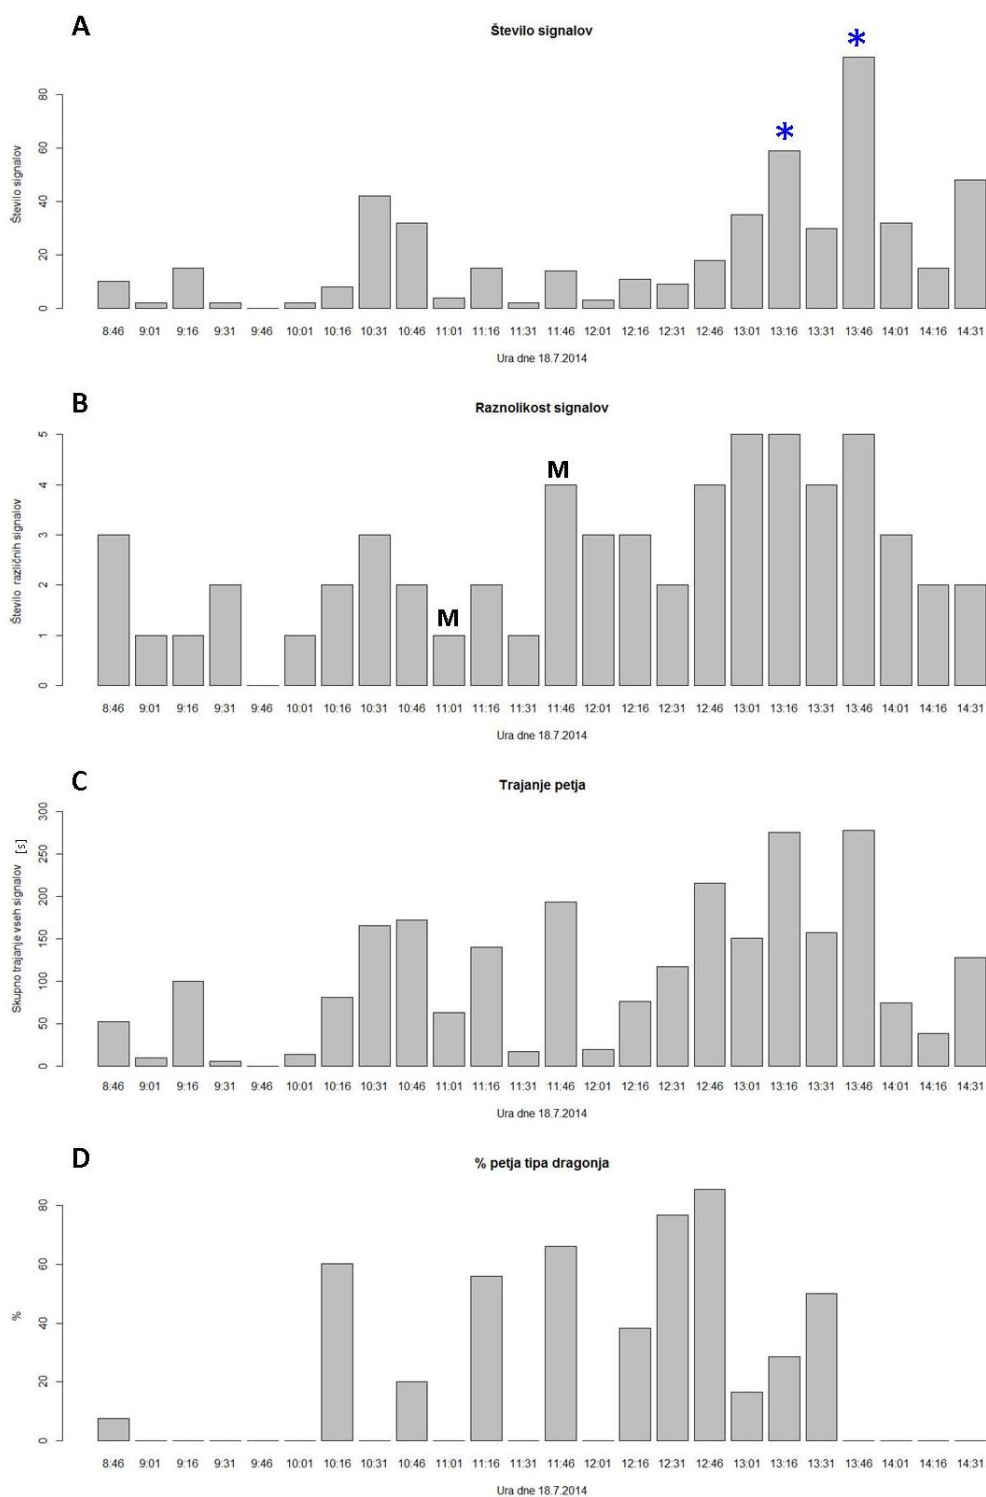 A
Število signalov
*
*
Število signalov
80
60
40
20
0
8:46 9:01 9:16 9:31 9:46 10:01 10:16 10:31 10:46 11:01 11:16 11:31 11:46 12:01 12:16 12:31 12:46 13:01 13:16 13:31 13:46 14:01 14:16 14:31
Ura dne 18.7.2014
B
Raznolikost signalov
Število različnih signalov
5
4
3
2
1
0
M
M
8:46 9:01 9:16 9:31 9:46 10:01 10:16 10:31 10:46 11:01 11:16 11:31 11:46 12:01 12:16 12:31 12:46 13:01 13:16 13:31 13:46 14:01 14:16 14:31
Ura dne 18.7.2014
C
Trajanje petja
Skupno trajanje vseh signalov [s]
300
250
200
150
100
50
0
8:46 9:01 9:16 9:31 9:46 10:01 10:16 10:31 10:46 11:01 11:16 11:31 11:46 12:01 12:16 12:31 12:46 13:01 13:16 13:31 13:46 14:01 14:16 14:31
Ura dne 18.7.2014
D
% petja tipa dragonja
%
80
60
40
20
0
8:46 9:01 9:16 9:31 9:46 10:01 10:16 10:31 10:46 11:01 11:16 11:31 11:46 12:01 12:16 12:31 12:46 13:01 13:16 13:31 13:46 14:01 14:16 14:31
Ura dne 18.7.2014